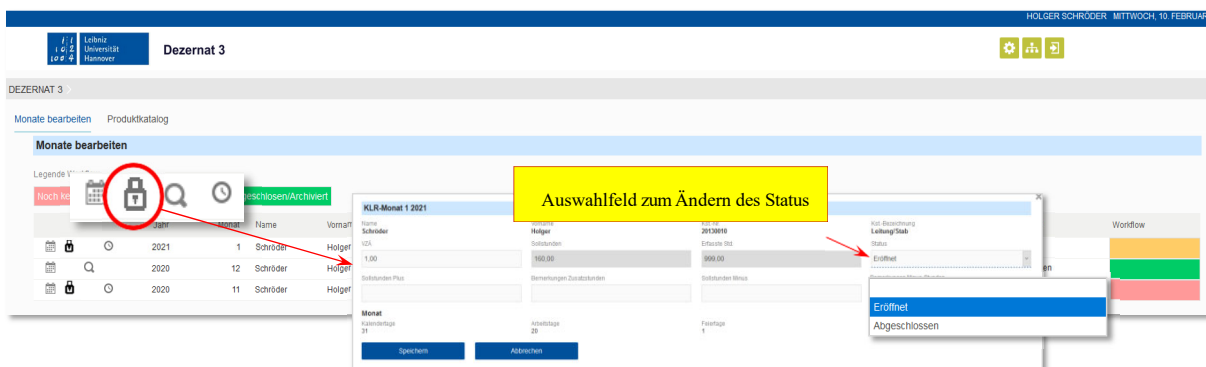 HOLGER SCHRÖDER MITTWOCH, 10. FEBRUAR
Leibniz
Universität
Hannover
Dezernat 3
DEZERNAT 3
Monate bearbeiten Produktkatalog
Monate bearbeiten
Legende
Noch ke
geschlossen/Archiviert
Auswahlfeld zum Ändern des Status
Jahr Monat Name Vornam Workflow
2021 1 Schröder Holger
2020 12 Schröder Holger en
2020 11 Schröder Holger
KLR-Monat 1 2021
Name Vorname Kst.-Nr. Kst.-Bezeichnung
Schröder Holger 20130010 Leitung/Stab
VZÄ Sollstunden Erfasste Std. Status
1,00 160,00 999,00 Eröffnet
Sollstunden Plus Bemerkungen Zusatzstunden Sollstunden Minus
Eröffnet
Abgeschlossen
Monat
Kalendertage Arbeitstage Feiertage
31 20 1
Speichern Abbrechen